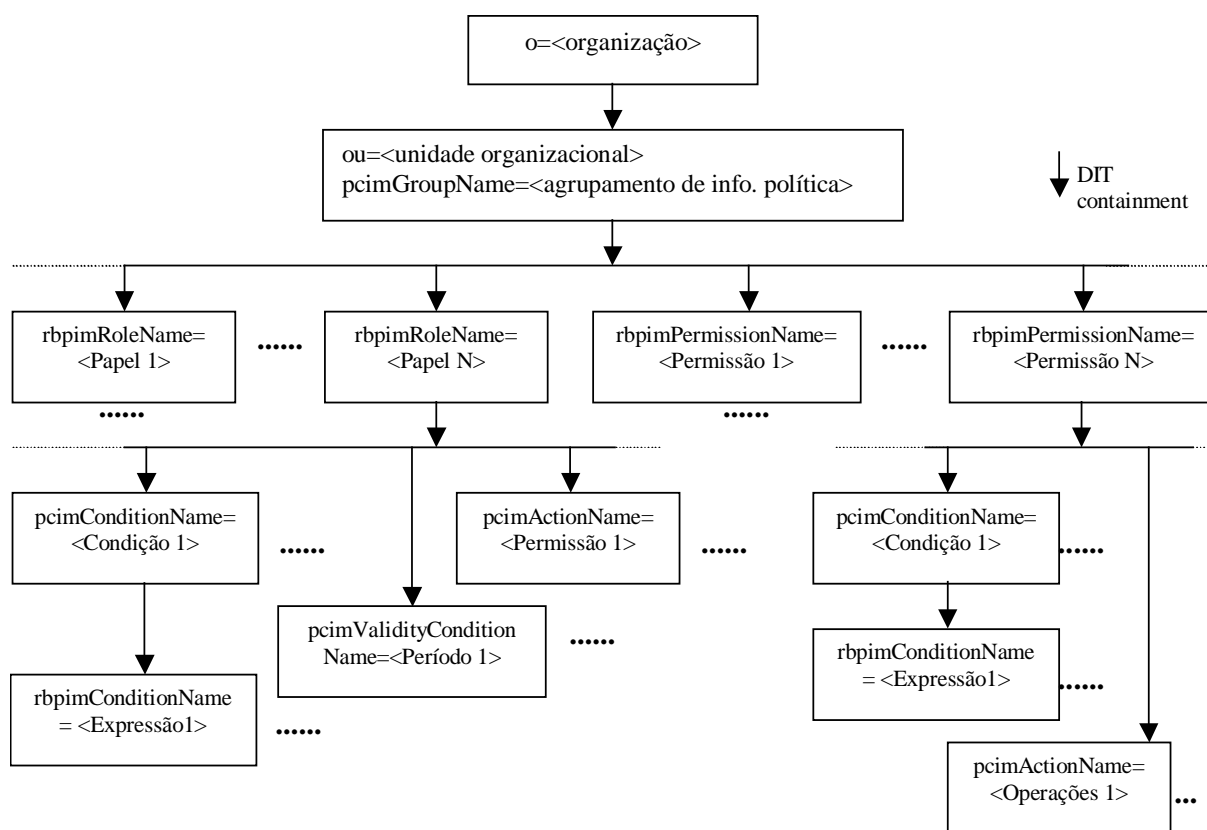 o=<organização>
ou=<unidade organizacional>
pcimGroupName=<agrupamento de info. política>
DIT
containment
rbpimRoleName=
<Papel 1>
......
rbpimRoleName=
<Papel N>
rbpimPermissionName=
<Permissão 1>
......
rbpimPermissionName=
<Permissão N>
......
......
pcimConditionName=
<Condição 1>
......
pcimActionName=
<Permissão 1>
......
pcimConditionName=
<Condição 1>
......
pcimValidityCondition
Name=<Período 1>
......
rbpimConditionName
= <Expressão1>
......
rbpimConditionName
= <Expressão1>
......
pcimActionName=
<Operações 1>
...